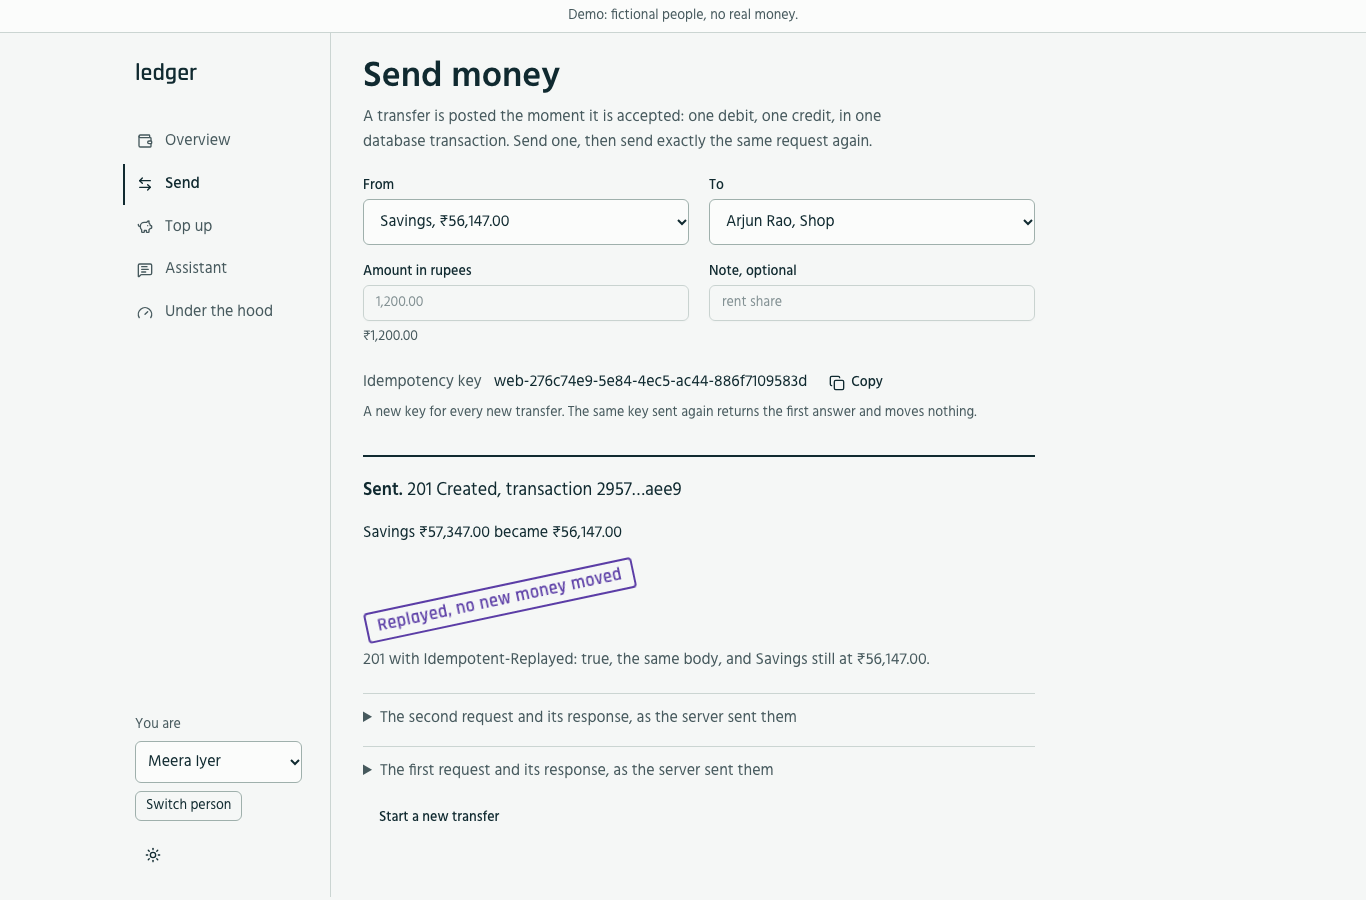 Demo: fictional people, no real money.
ledger
Overview
Send
Top up
Assistant
Under the hood
You are
Meera Iyer
Switch person
Send money
A transfer is posted the moment it is accepted: one debit, one credit, in one
database transaction. Send one, then send exactly the same request again.
From
To
Savings, ₹56,147.00
Arjun Rao, Shop
Amount in rupees
Note, optional
1,200.00
rent share
₹1,200.00
Idempotency key web-276c74e9-5e84-4ec5-ac44-886f7109583d Copy
A new key for every new transfer. The same key sent again returns the first answer and moves nothing.
Sent. 201 Created, transaction 2957…aee9
Savings ₹57,347.00 became ₹56,147.00
Replayed, no new money moved
201 with Idempotent-Replayed: true, the same body, and Savings still at ₹56,147.00.
The second request and its response, as the server sent them
The first request and its response, as the server sent them
Start a new transfer